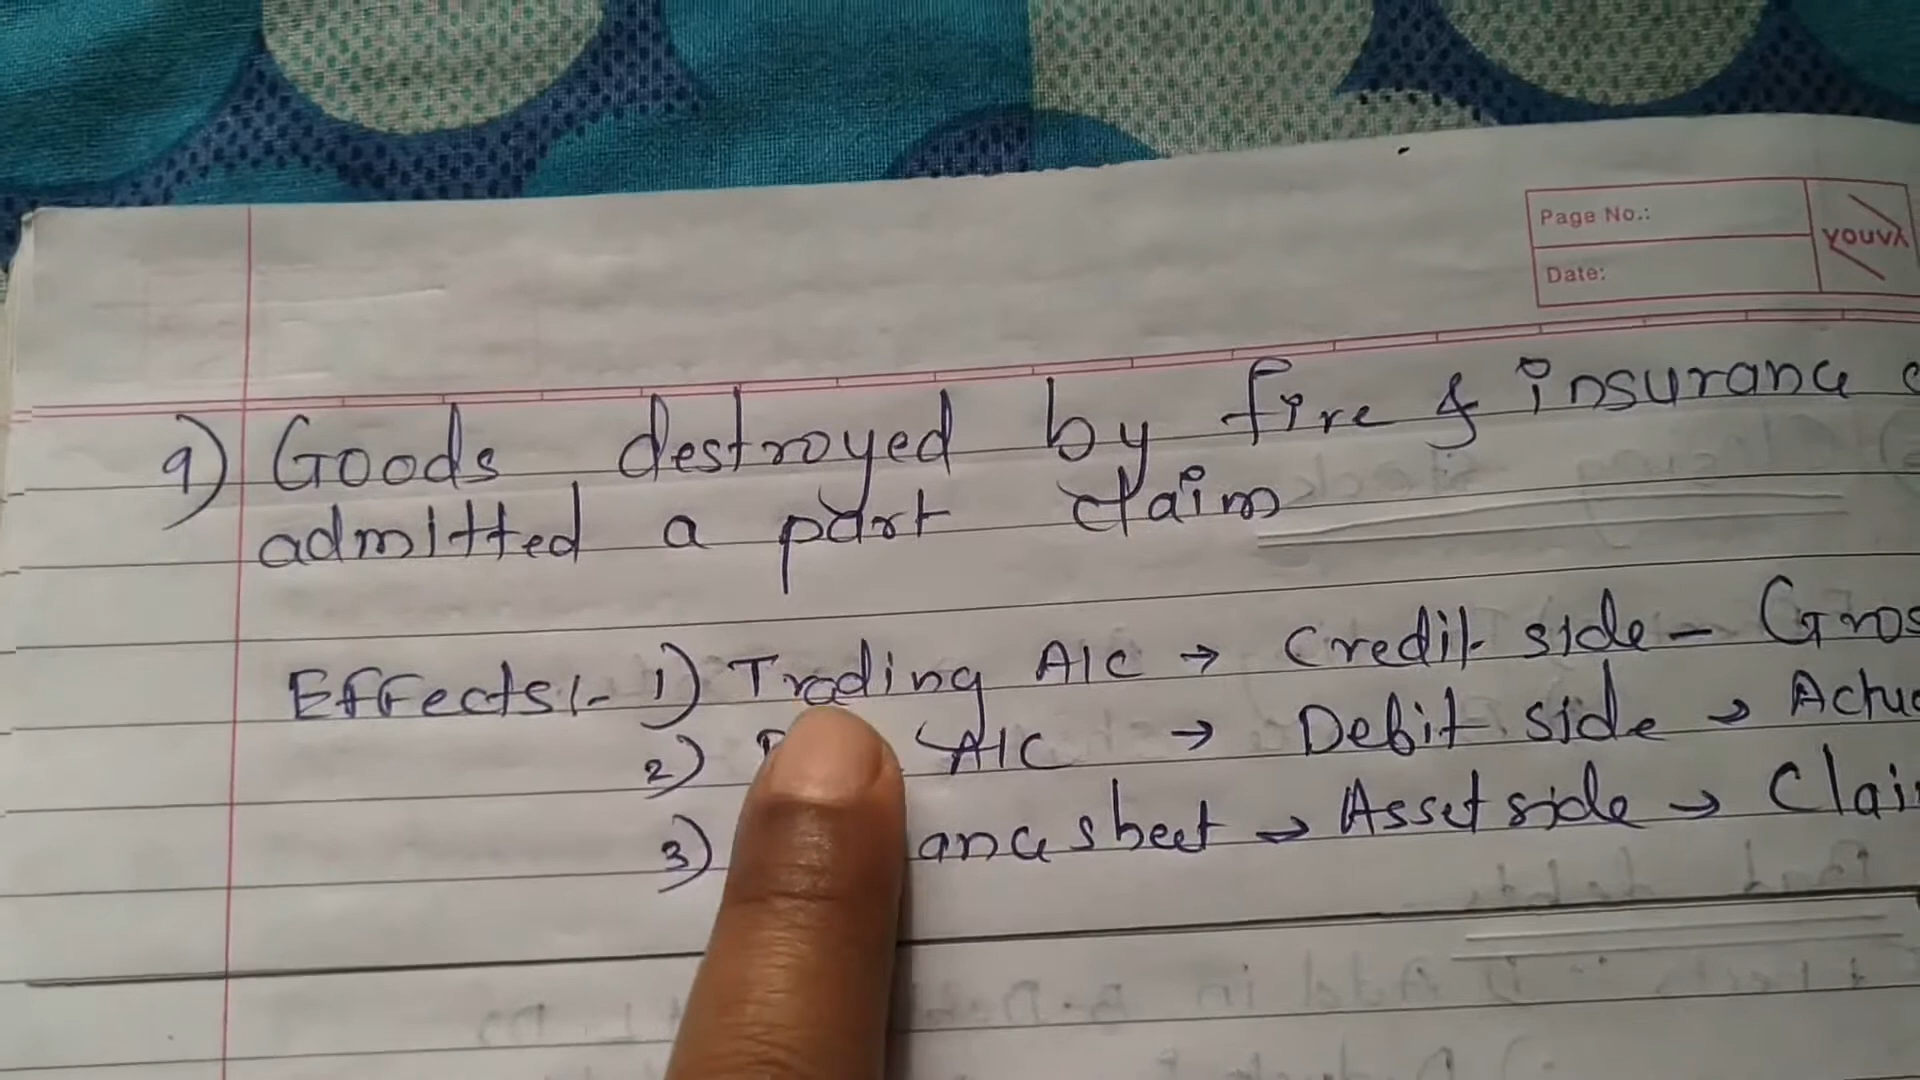 Page No.:
YOUVA
Date:
9) Goods destroyed by fire & insurance
admitted a part claim
Effects:- 1) Trading A/C → Credit side - Gros
2) A/C → Debit side → Actu
3) ance sheet → Asset side → Clai